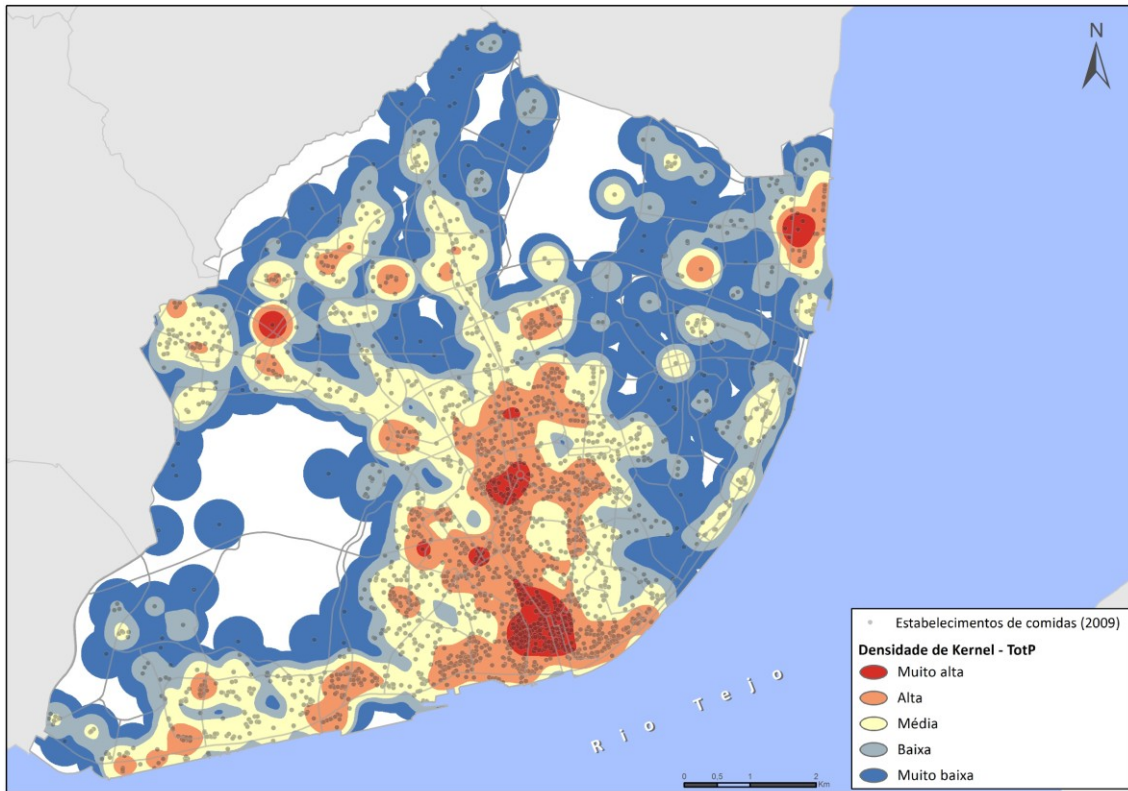 N
Estabelecimentos de comidas (2009)
Densidade de Kernel - TotP
Muito alta
Alta
Média
Baixa
Muito baixa
Rio Tejo
0 0,5 1 2
Km